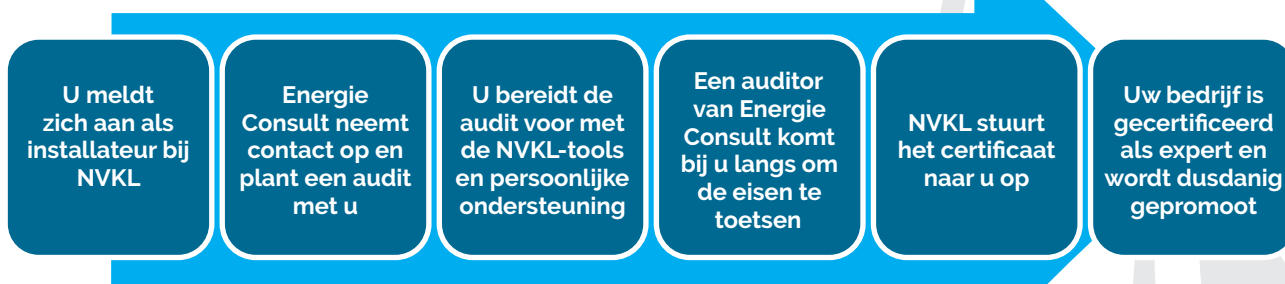 U meldt
zich aan als
installateur bij
NVKL
Energie
Consult neemt
contact op en
plant een audit
met u
U bereidt de
audit voor met
de NVKL-tools
en persoonlijke
ondersteuning
Een auditor
van Energie
Consult komt
bij u langs om
de eisen te
toetsen
NVKL stuurt
het certificaat
naar u op
Uw bedrijf is
gecertificeerd
als expert en
wordt dusdanig
gepromoot